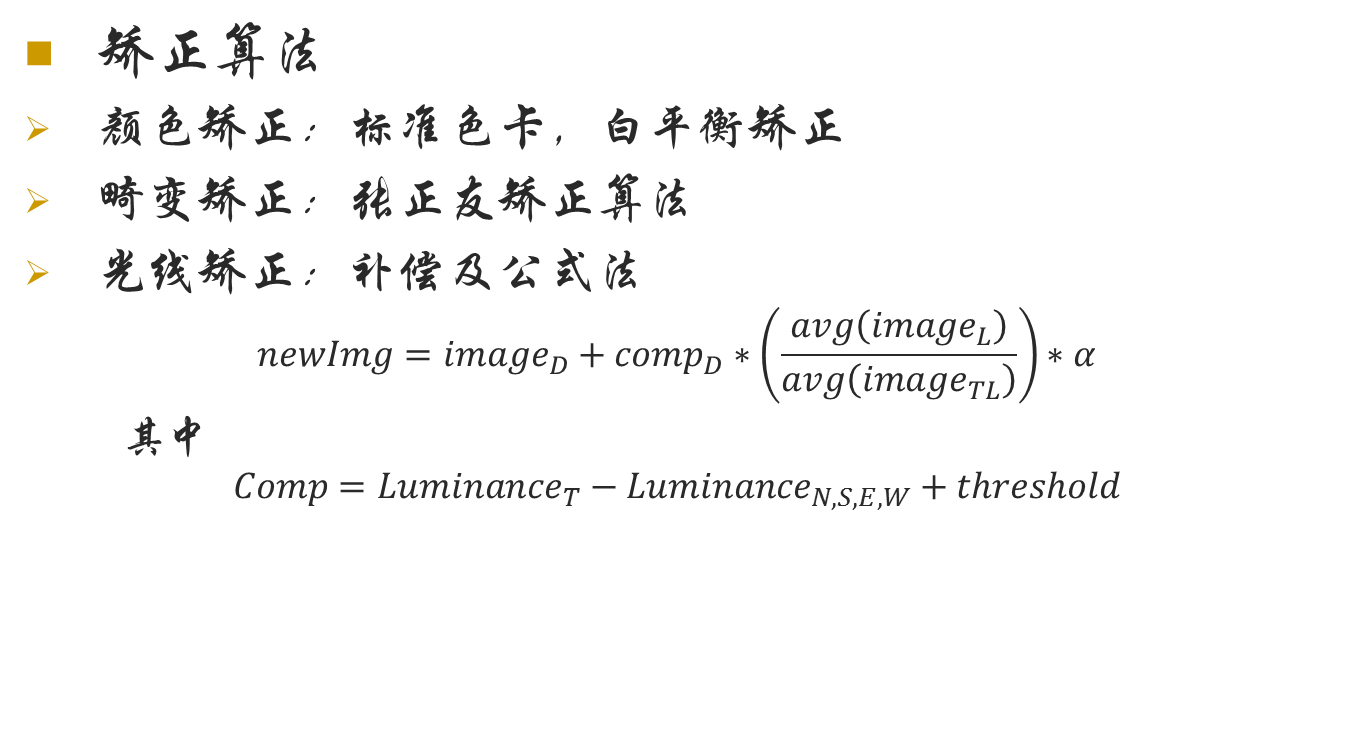 ■ 矫正算法
➢ 颜色矫正：标准色卡，白平衡矫正
➢ 畸变矫正：张正友矫正算法
➢ 光线矫正：补偿及公式法
newImg = image_D + comp_D * (avg(image_L) / avg(image_TL)) * α
其中
Comp = Luminance_T − Luminance_N,S,E,W + threshold